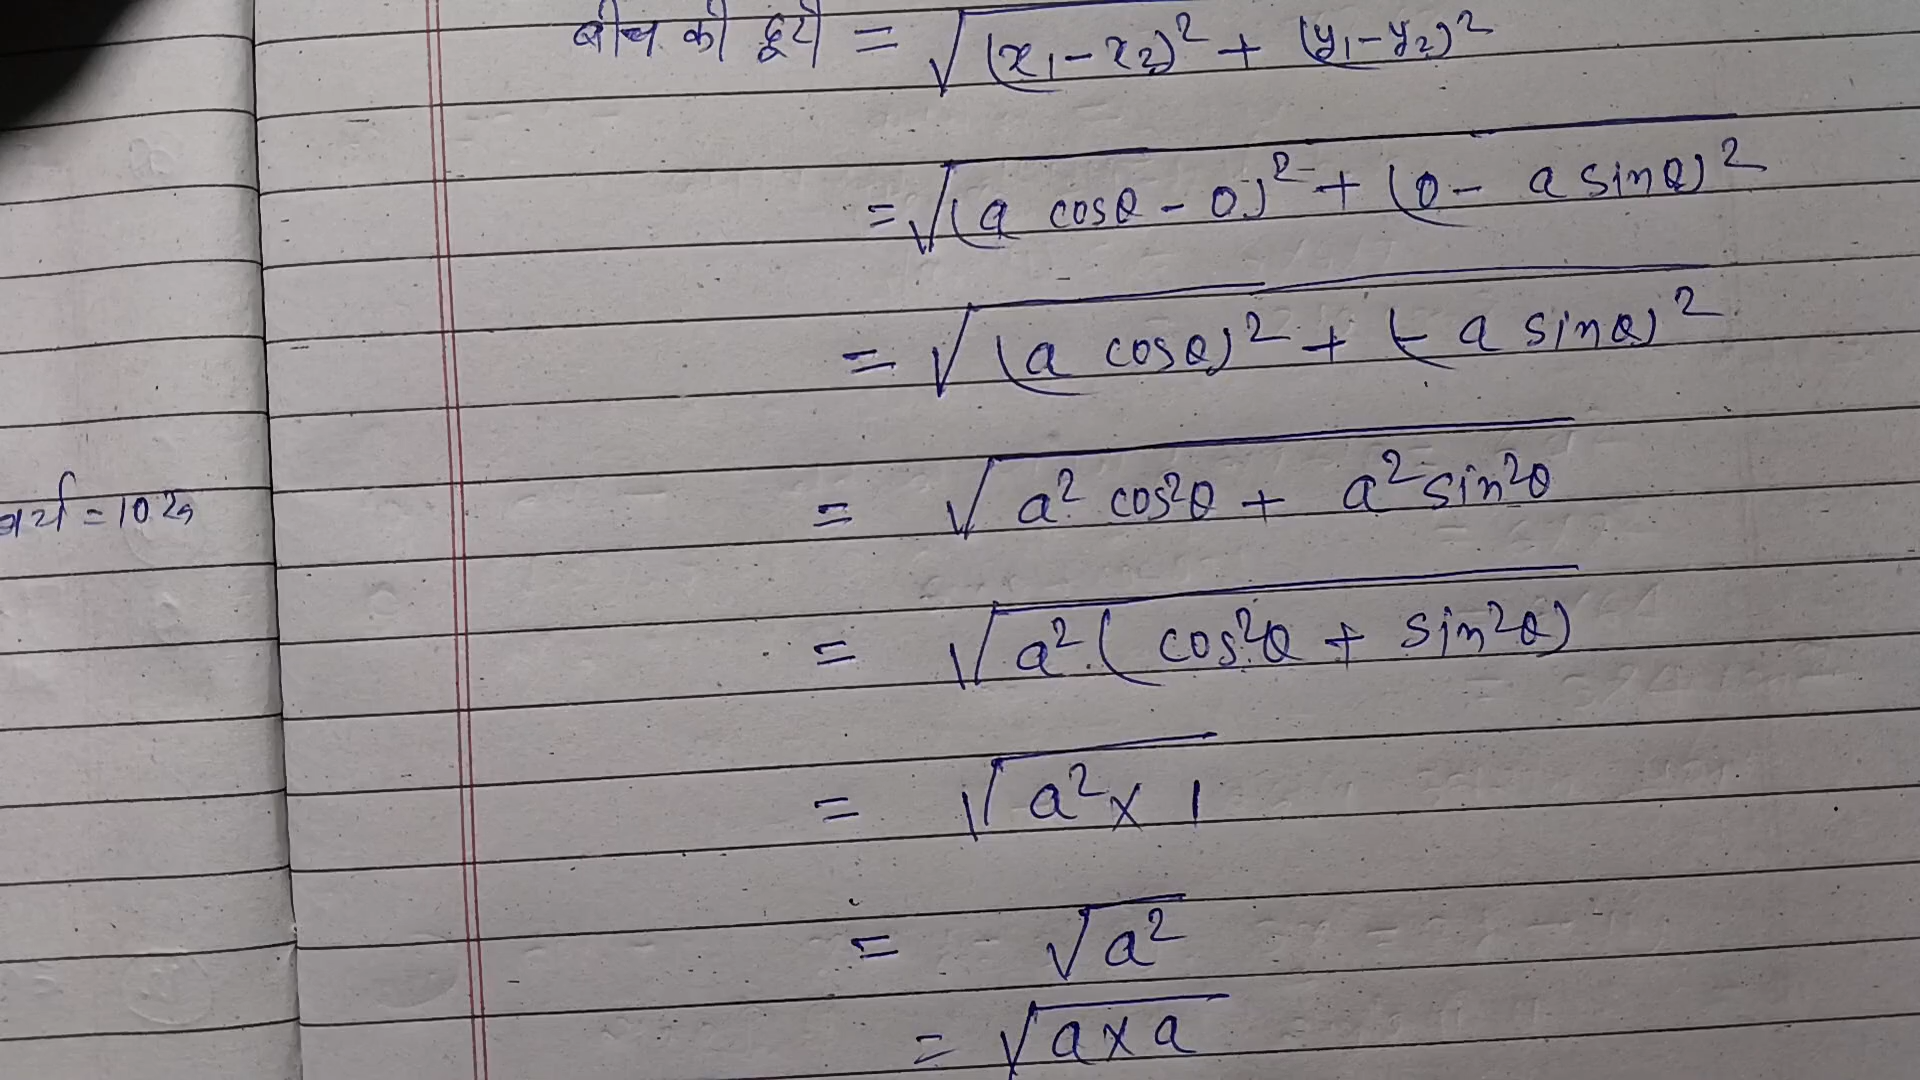 बीच की दूरी = √(x₁-x₂)² + (y₁-y₂)²
= √(a cosθ - 0)² + (0 - a sinθ)²
= √(a cosθ)² + (- a sinθ)²
= √a² cos²θ + a² sin²θ
= √a² (cos²θ + sin²θ)
= √a² × 1
= √a²
= √a×a